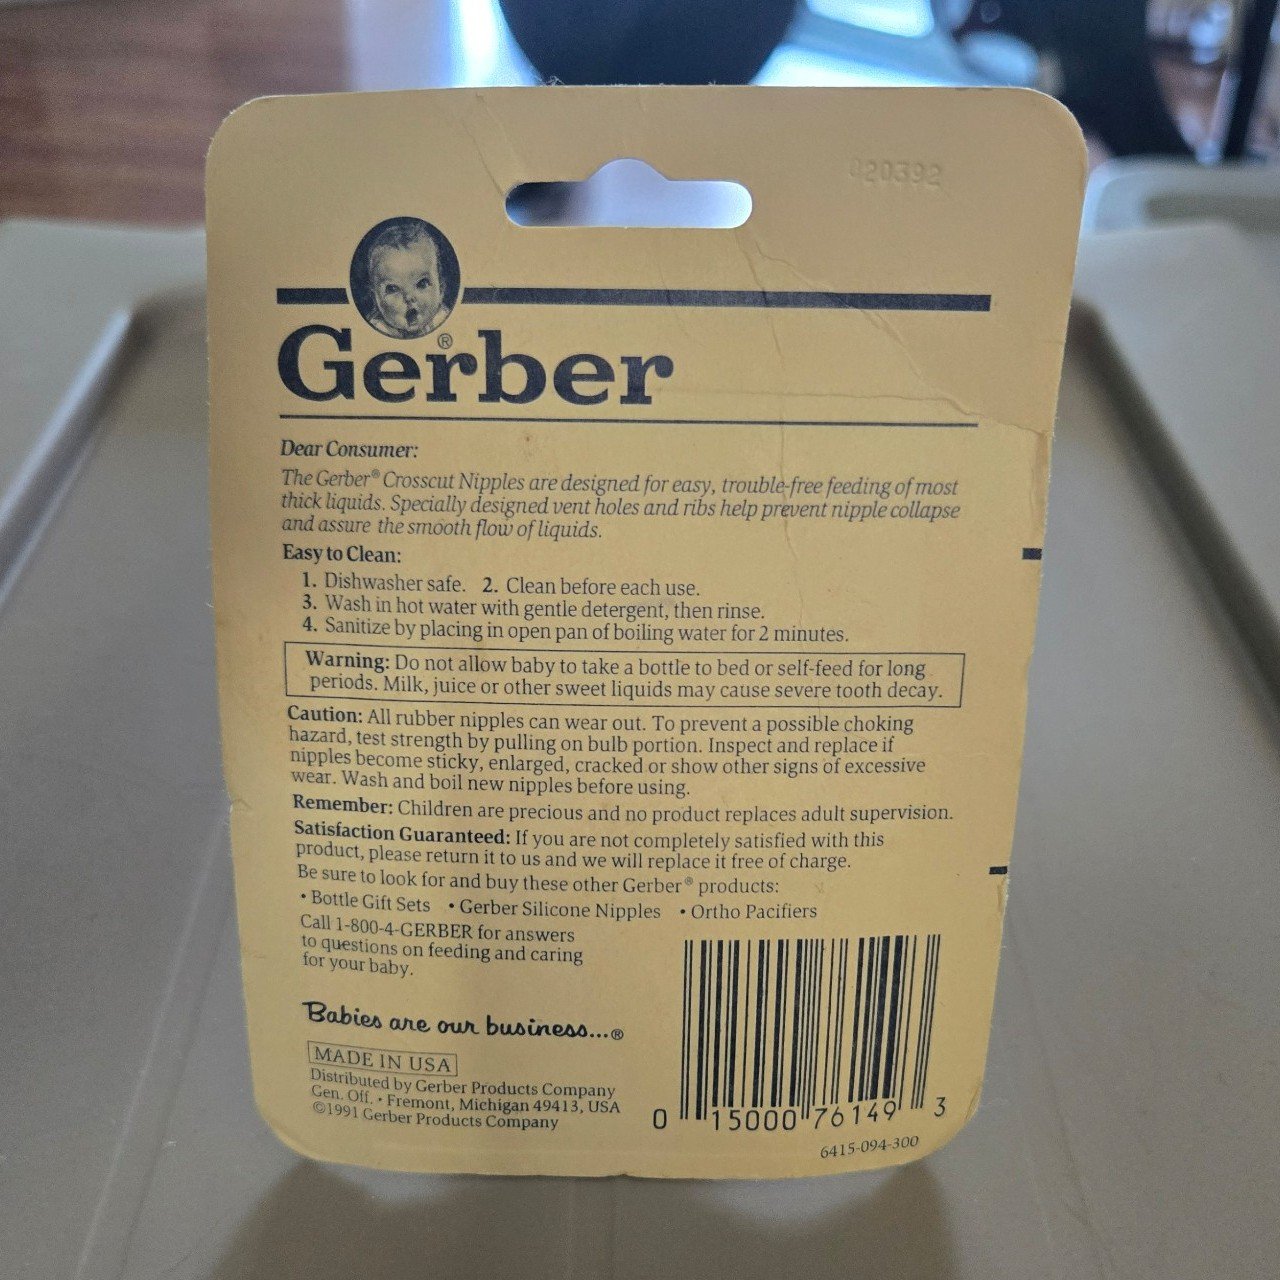 Gerber®
Dear Consumer:
The Gerber® Crosscut Nipples are designed for easy, trouble-free feeding of most
thick liquids. Specially designed vent holes and ribs help prevent nipple collapse
and assure the smooth flow of liquids.
Easy to Clean:
1. Dishwasher safe. 2. Clean before each use.
3. Wash in hot water with gentle detergent, then rinse.
4. Sanitize by placing in open pan of boiling water for 2 minutes.
Warning: Do not allow baby to take a bottle to bed or self-feed for long
periods. Milk, juice or other sweet liquids may cause severe tooth decay.
Caution: All rubber nipples can wear out. To prevent a possible choking
hazard, test strength by pulling on bulb portion. Inspect and replace if
nipples become sticky, enlarged, cracked or show other signs of excessive
wear. Wash and boil new nipples before using.
Remember: Children are precious and no product replaces adult supervision.
Satisfaction Guaranteed: If you are not completely satisfied with this
product, please return it to us and we will replace it free of charge.
Be sure to look for and buy these other Gerber® products:
• Bottle Gift Sets • Gerber Silicone Nipples • Ortho Pacifiers
Call 1-800-4-GERBER for answers
to questions on feeding and caring
for your baby.
Babies are our business...®
MADE IN USA
Distributed by Gerber Products Company
Gen. Off. • Fremont, Michigan 49413, USA
©1991 Gerber Products Company
0 15000 76149 3
6415-094-300